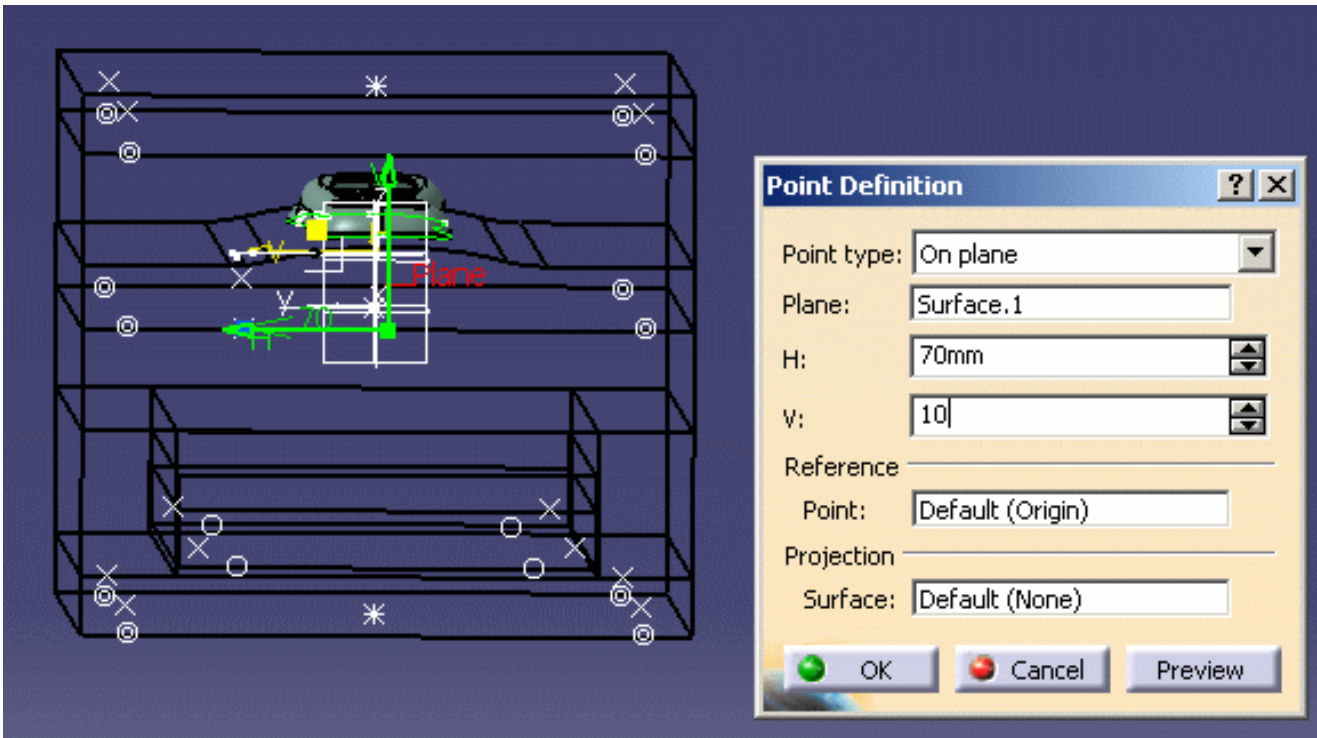 Point Definition
? X
Point type: On plane
Plane: Surface.1
H: 70mm
V: 10
Reference
Point: Default (Origin)
Projection
Surface: Default (None)
OK Cancel Preview
Plane
V
70
H